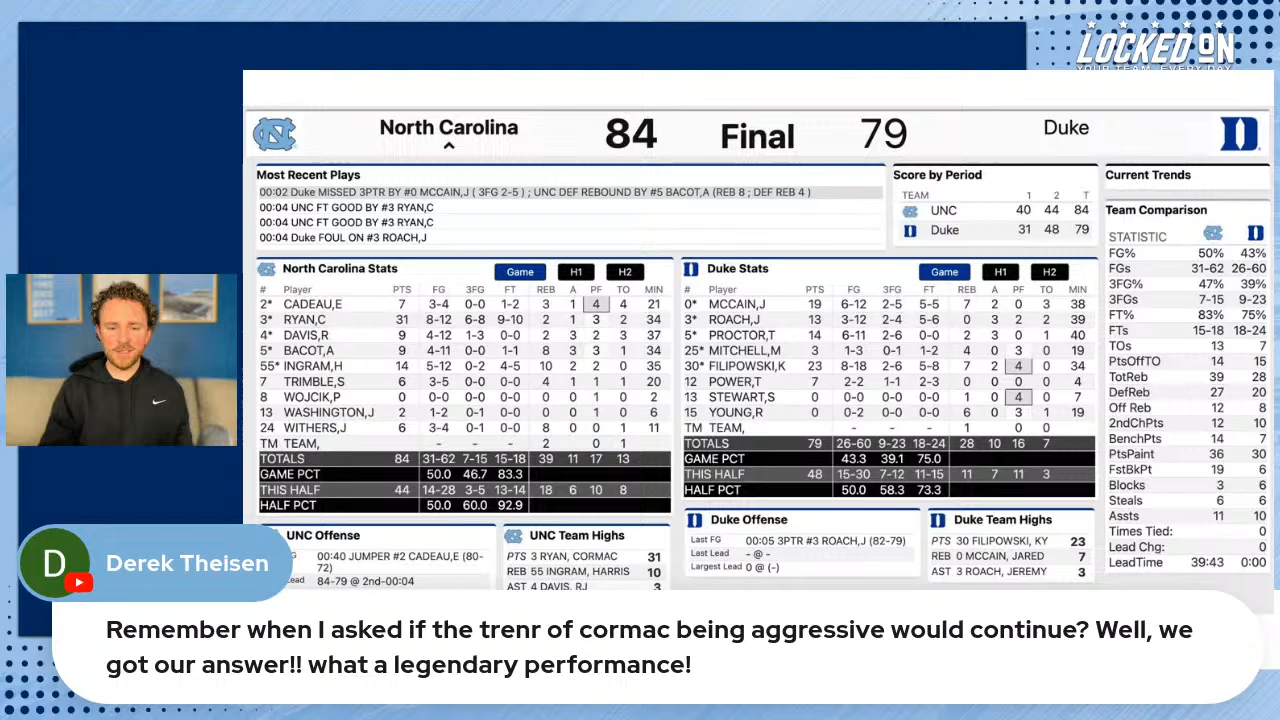 LOCKED ON
YOUR TEAM. EVERY DAY
North Carolina 84 Final 79 Duke
Most Recent Plays
00:02 Duke MISSED 3PTR BY #0 MCCAIN,J ( 3FG 2-5 ) ; UNC DEF REBOUND BY #5 BACOT,A (REB 8 ; DEF REB 4 )
00:04 UNC FT GOOD BY #3 RYAN,C
00:04 UNC FT GOOD BY #3 RYAN,C
00:04 Duke FOUL ON #3 ROACH,J
Score by Period
TEAM 1 2 T
UNC 40 44 84
Duke 31 48 79
Current Trends
Team Comparison
STATISTIC
FG% 50% 43%
FGs 31-62 26-60
3FG% 47% 39%
3FGs 7-15 9-23
FT% 83% 75%
FTs 15-18 18-24
TOs 13 7
PtsOffTO 14 15
TotReb 39 28
DefReb 27 20
Off Reb 12 8
2ndChPts 12 10
BenchPts 14 7
PtsPaint 36 30
FstBkPt 19 6
Blocks 3 6
Steals 6 6
Assts 11 10
Times Tied: 0
Lead Chg: 0
LeadTime 39:43 0:00
North Carolina Stats Game H1 H2
# Player PTS FG 3FG FT REB A PF TO MIN
2* CADEAU,E 7 3-4 0-0 1-2 3 1 4 4 21
3* RYAN,C 31 8-12 6-8 9-10 2 1 3 2 34
4* DAVIS,R 9 4-12 1-3 0-0 2 3 2 3 37
5* BACOT,A 9 4-11 0-0 1-1 8 3 3 1 34
55* INGRAM,H 14 5-12 0-2 4-5 10 2 2 0 35
7 TRIMBLE,S 6 3-5 0-0 0-0 4 1 1 1 20
8 WOJCIK,P 0 0-0 0-0 0-0 0 0 1 0 2
13 WASHINGTON,J 2 1-2 0-1 0-0 2 0 1 0 6
24 WITHERS,J 6 3-4 0-1 0-0 8 0 0 1 11
TM TEAM, - - - 2 0 1
TOTALS 84 31-62 7-15 15-18 39 11 17 13
GAME PCT 50.0 46.7 83.3
THIS HALF 44 14-28 3-5 13-14 18 6 10 8
HALF PCT 50.0 60.0 92.9
Duke Stats Game H1 H2
# Player PTS FG 3FG FT REB A PF TO MIN
0* MCCAIN,J 19 6-12 2-5 5-5 7 2 0 3 38
3* ROACH,J 13 3-12 2-4 5-6 0 3 2 2 39
5* PROCTOR,T 14 6-11 2-6 0-0 2 3 0 1 40
25* MITCHELL,M 3 1-3 0-1 1-2 4 0 3 0 19
30* FILIPOWSKI,K 23 8-18 2-6 5-8 7 2 4 0 34
12 POWER,T 7 2-2 1-1 2-3 0 0 0 0 4
13 STEWART,S 0 0-0 0-0 0-0 1 0 4 0 7
15 YOUNG,R 0 0-2 0-0 0-0 6 0 3 1 19
TM TEAM, - - - 1 0 0
TOTALS 79 26-60 9-23 18-24 28 10 16 7
GAME PCT 43.3 39.1 75.0
THIS HALF 48 15-30 7-12 11-15 11 7 11 3
HALF PCT 50.0 58.3 73.3
UNC Offense
00:40 JUMPER #2 CADEAU,E (80-
72)
84-79 @ 2nd-00:04
UNC Team Highs
PTS 3 RYAN, CORMAC 31
REB 55 INGRAM, HARRIS 10
AST 4 DAVIS, RJ 3
Duke Offense
Last FG 00:05 3PTR #3 ROACH,J (82-79)
Last Lead - @ -
Largest Lead 0 @ (-)
Duke Team Highs
PTS 30 FILIPOWSKI, KY 23
REB 0 MCCAIN, JARED 7
AST 3 ROACH, JEREMY 3
D
Derek Theisen
Remember when I asked if the trenr of cormac being aggressive would continue? Well, we
got our answer!! what a legendary performance!